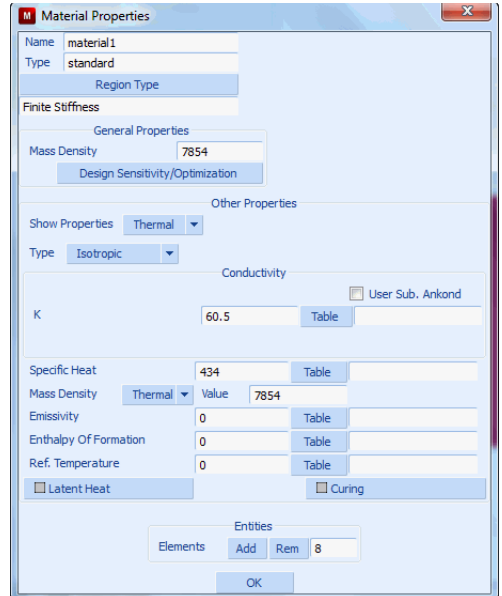 M Material Properties x
Name material1
Type standard
Region Type
Finite Stiffness
General Properties
Mass Density 7854
Design Sensitivity/Optimization
Other Properties
Show Properties Thermal
Type Isotropic
Conductivity
User Sub. Ankond
K 60.5 Table
Specific Heat 434 Table
Mass Density Thermal Value 7854
Emissivity 0 Table
Enthalpy Of Formation 0 Table
Ref. Temperature 0 Table
Latent Heat Curing
Entities
Elements Add Rem 8
OK